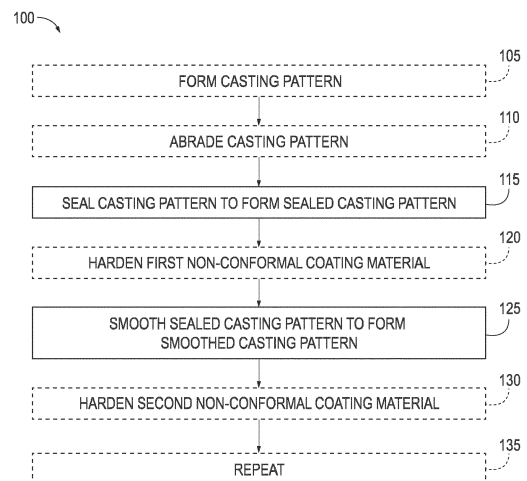 100
105
FORM CASTING PATTERN
110
ABRADE CASTING PATTERN
115
SEAL CASTING PATTERN TO FORM SEALED CASTING PATTERN
120
HARDEN FIRST NON-CONFORMAL COATING MATERIAL
125
SMOOTH SEALED CASTING PATTERN TO FORM
SMOOTHED CASTING PATTERN
130
HARDEN SECOND NON-CONFORMAL COATING MATERIAL
135
REPEAT